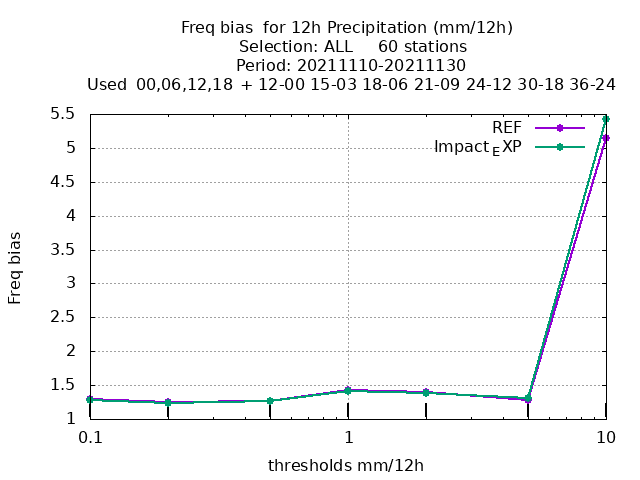 Freq bias  for 12h Precipitation (mm/12h)
Selection: ALL     60 stations
Period: 20211110-20211130
Used  00,06,12,18  + 12-00 15-03 18-06 21-09 24-12 30-18 36-24
REF
Impact_EXP
5.5
5
4.5
4
3.5
3
2.5
2
1.5
1
Freq bias
0.1 1 10
thresholds mm/12h